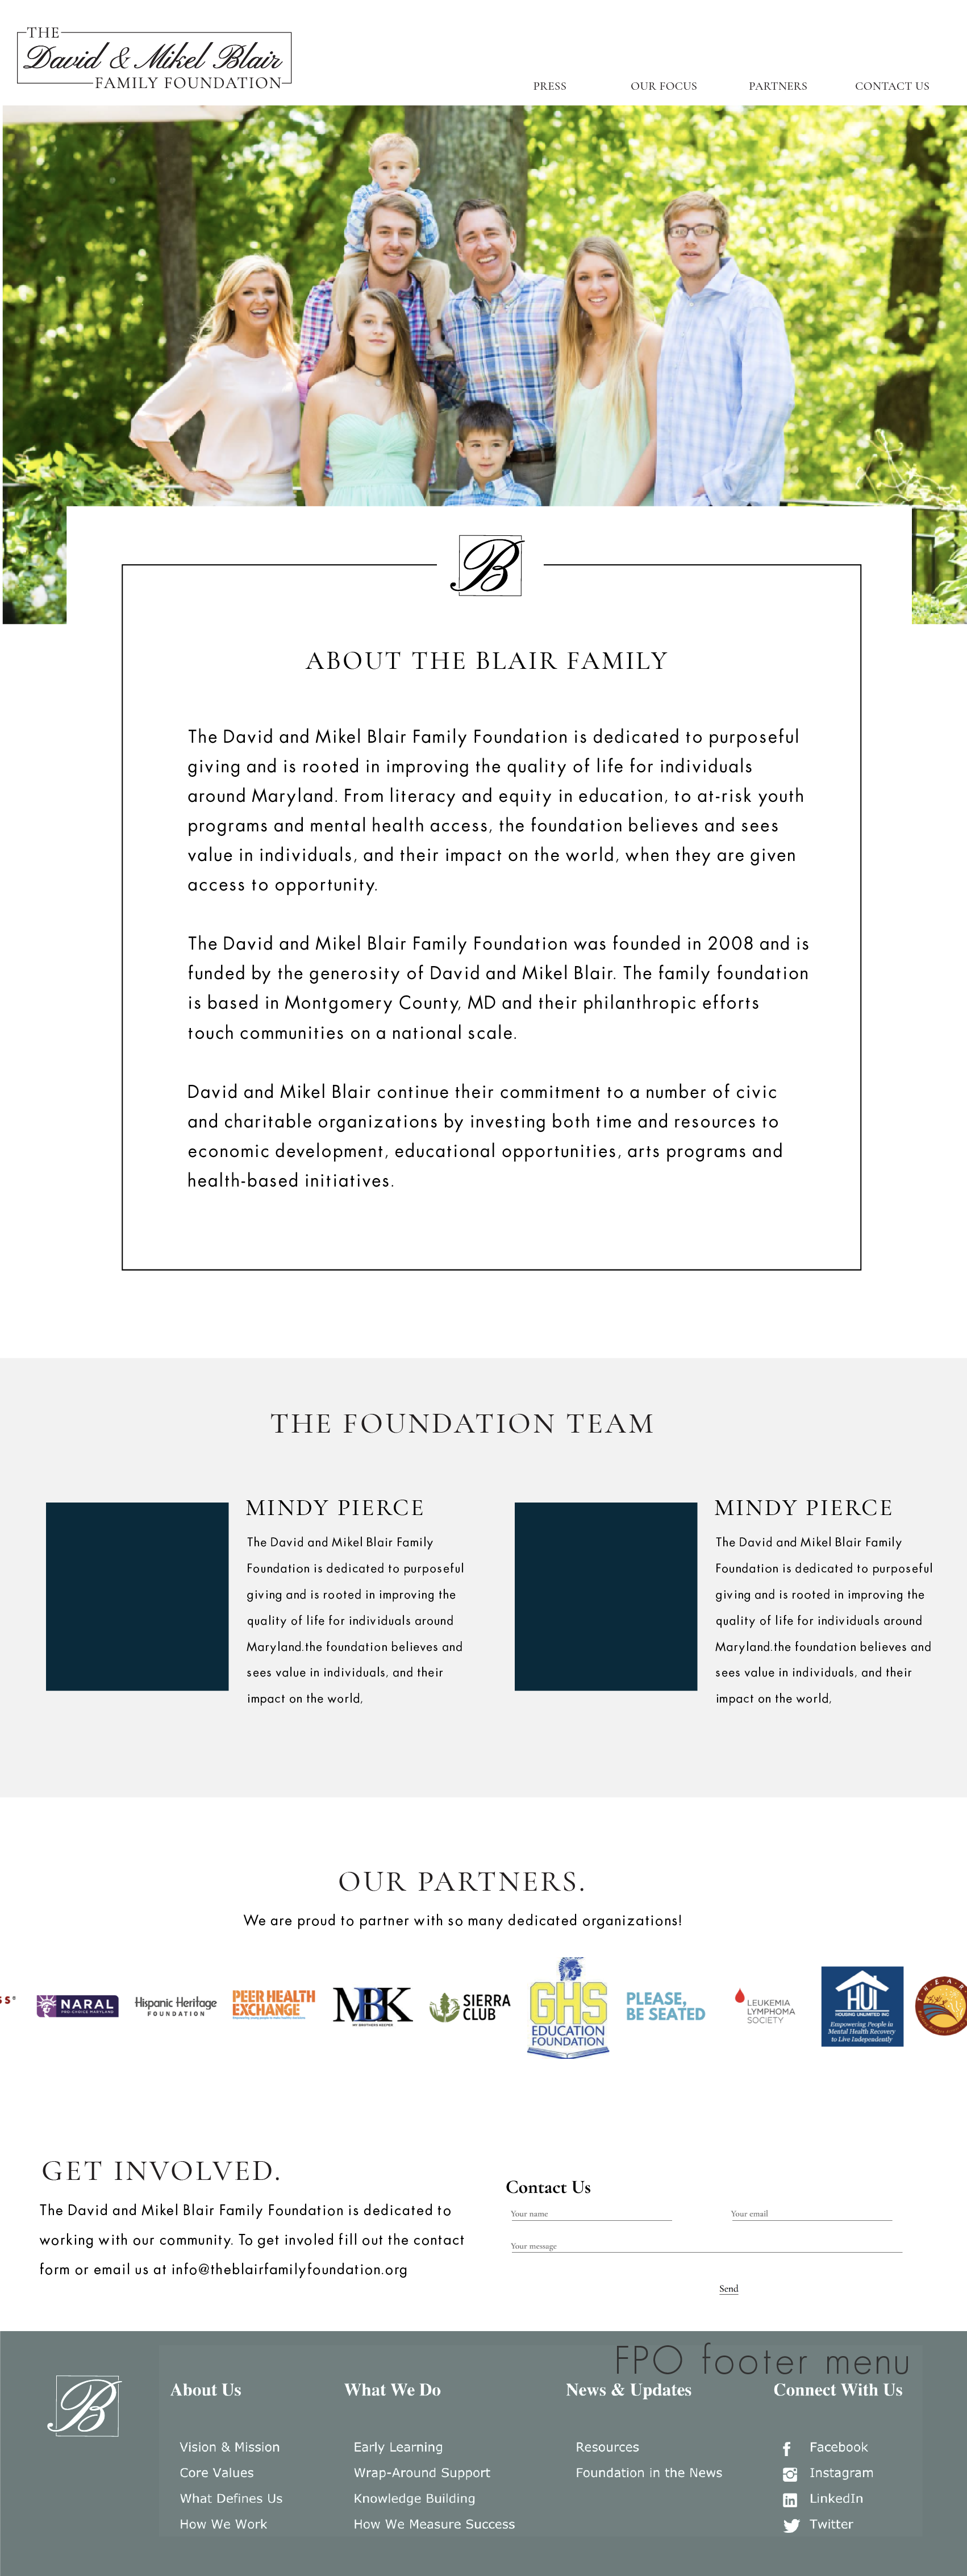 THE
David & Mikel Blair
FAMILY FOUNDATION
PRESS OUR FOCUS PARTNERS CONTACT US
B
ABOUT THE BLAIR FAMILY
The David and Mikel Blair Family Foundation is dedicated to purposeful
giving and is rooted in improving the quality of life for individuals
around Maryland. From literacy and equity in education, to at-risk youth
programs and mental health access, the foundation believes and sees
value in individuals, and their impact on the world, when they are given
access to opportunity.
The David and Mikel Blair Family Foundation was founded in 2008 and is
funded by the generosity of David and Mikel Blair. The family foundation
is based in Montgomery County, MD and their philanthropic efforts
touch communities on a national scale.
David and Mikel Blair continue their commitment to a number of civic
and charitable organizations by investing both time and resources to
economic development, educational opportunities, arts programs and
health-based initiatives.
THE FOUNDATION TEAM
MINDY PIERCE
The David and Mikel Blair Family
Foundation is dedicated to purposeful
giving and is rooted in improving the
quality of life for individuals around
Maryland.the foundation believes and
sees value in individuals, and their
impact on the world,
MINDY PIERCE
The David and Mikel Blair Family
Foundation is dedicated to purposeful
giving and is rooted in improving the
quality of life for individuals around
Maryland.the foundation believes and
sees value in individuals, and their
impact on the world,
OUR PARTNERS.
We are proud to partner with so many dedicated organizations!
SS®
NARAL
PRO-CHOICE MARYLAND
Hispanic Heritage
FOUNDATION
PEER HEALTH
EXCHANGE
MBK
MY BROTHERS KEEPER
SIERRA
CLUB
GHS
EDUCATION
FOUNDATION
PLEASE,
BE SEATED
LEUKEMIA
LYMPHOMA
SOCIETY
HUI
HOUSING UNLIMITED INC
Empowering People in
Mental Health Recovery
to Live Independently
GET INVOLVED.
The David and Mikel Blair Family Foundation is dedicated to
working with our community. To get involed fill out the contact
form or email us at info@theblairfamilyfoundation.org
Contact Us
Your name Your email
Your message
Send
FPO footer menu
B
About Us
Vision & Mission
Core Values
What Defines Us
How We Work
What We Do
Early Learning
Wrap-Around Support
Knowledge Building
How We Measure Success
News & Updates
Resources
Foundation in the News
Connect With Us
Facebook
Instagram
LinkedIn
Twitter